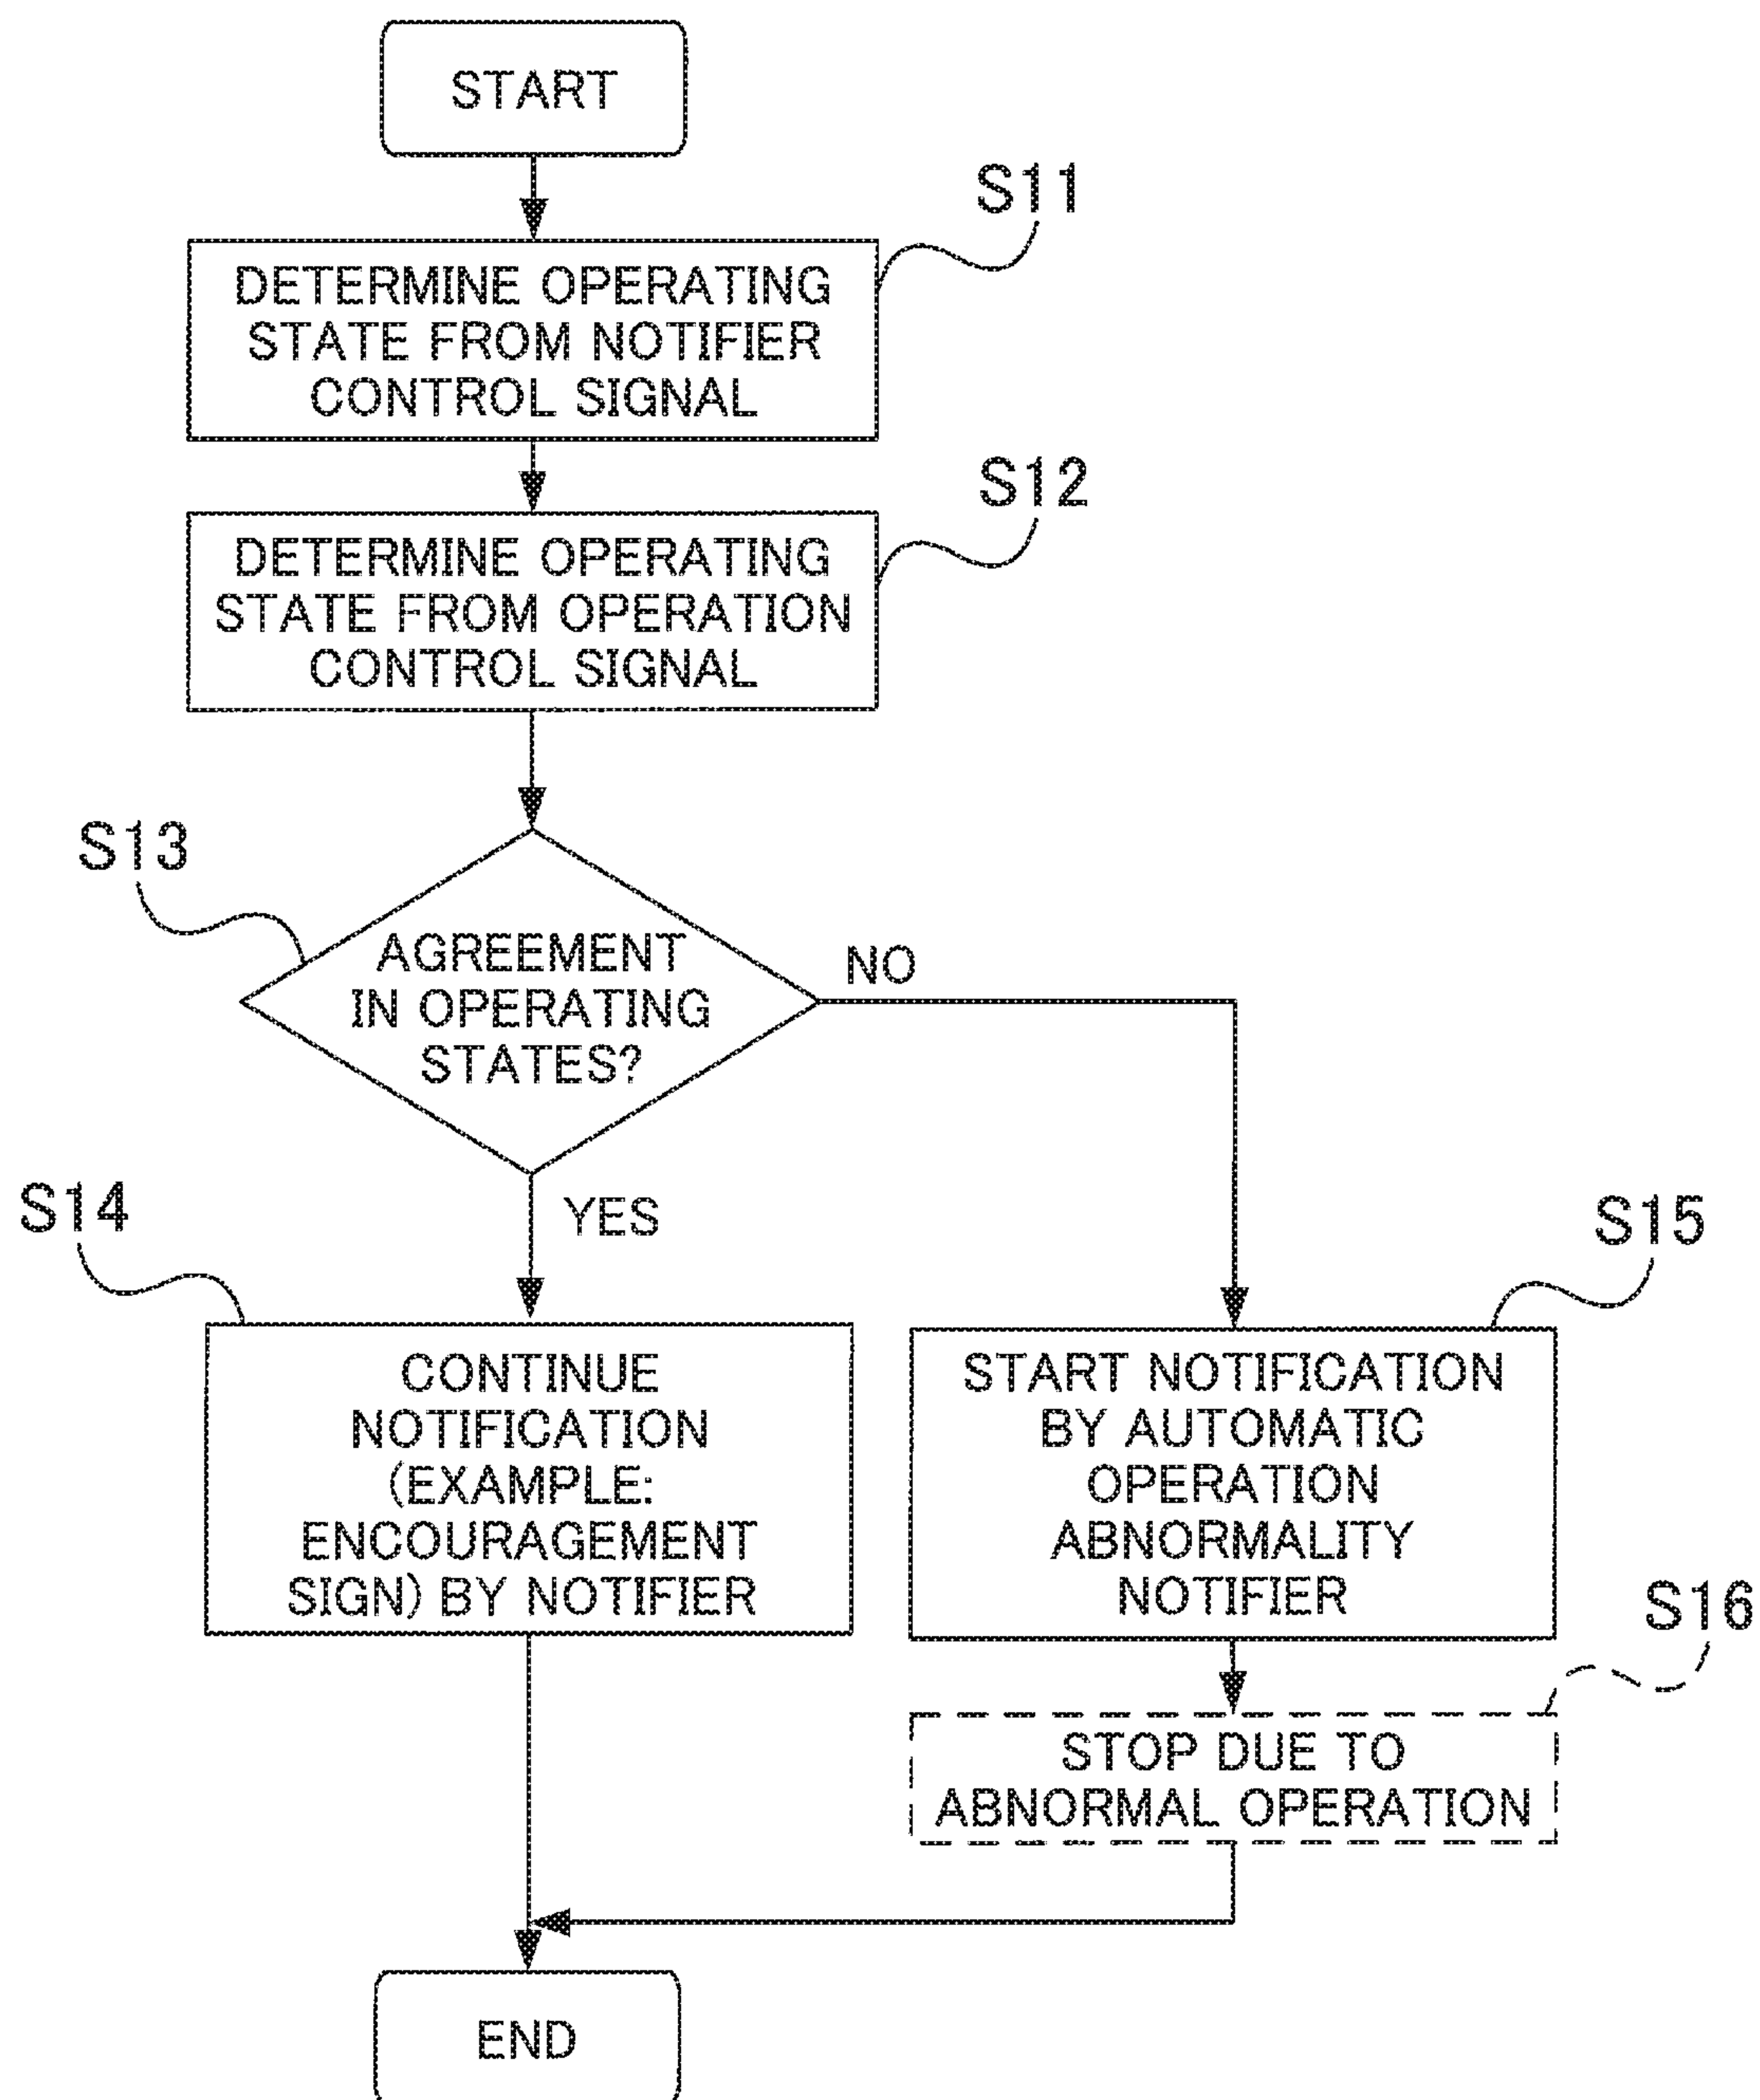 START
S11
DETERMINE OPERATING
STATE FROM NOTIFIER
CONTROL SIGNAL
S12
DETERMINE OPERATING
STATE FROM OPERATION
CONTROL SIGNAL
S13
AGREEMENT
IN OPERATING
STATES?
NO
YES
S14
CONTINUE
NOTIFICATION
(EXAMPLE:
ENCOURAGEMENT
SIGN) BY NOTIFIER
S15
START NOTIFICATION
BY AUTOMATIC
OPERATION
ABNORMALITY
NOTIFIER
S16
STOP DUE TO
ABNORMAL OPERATION
END